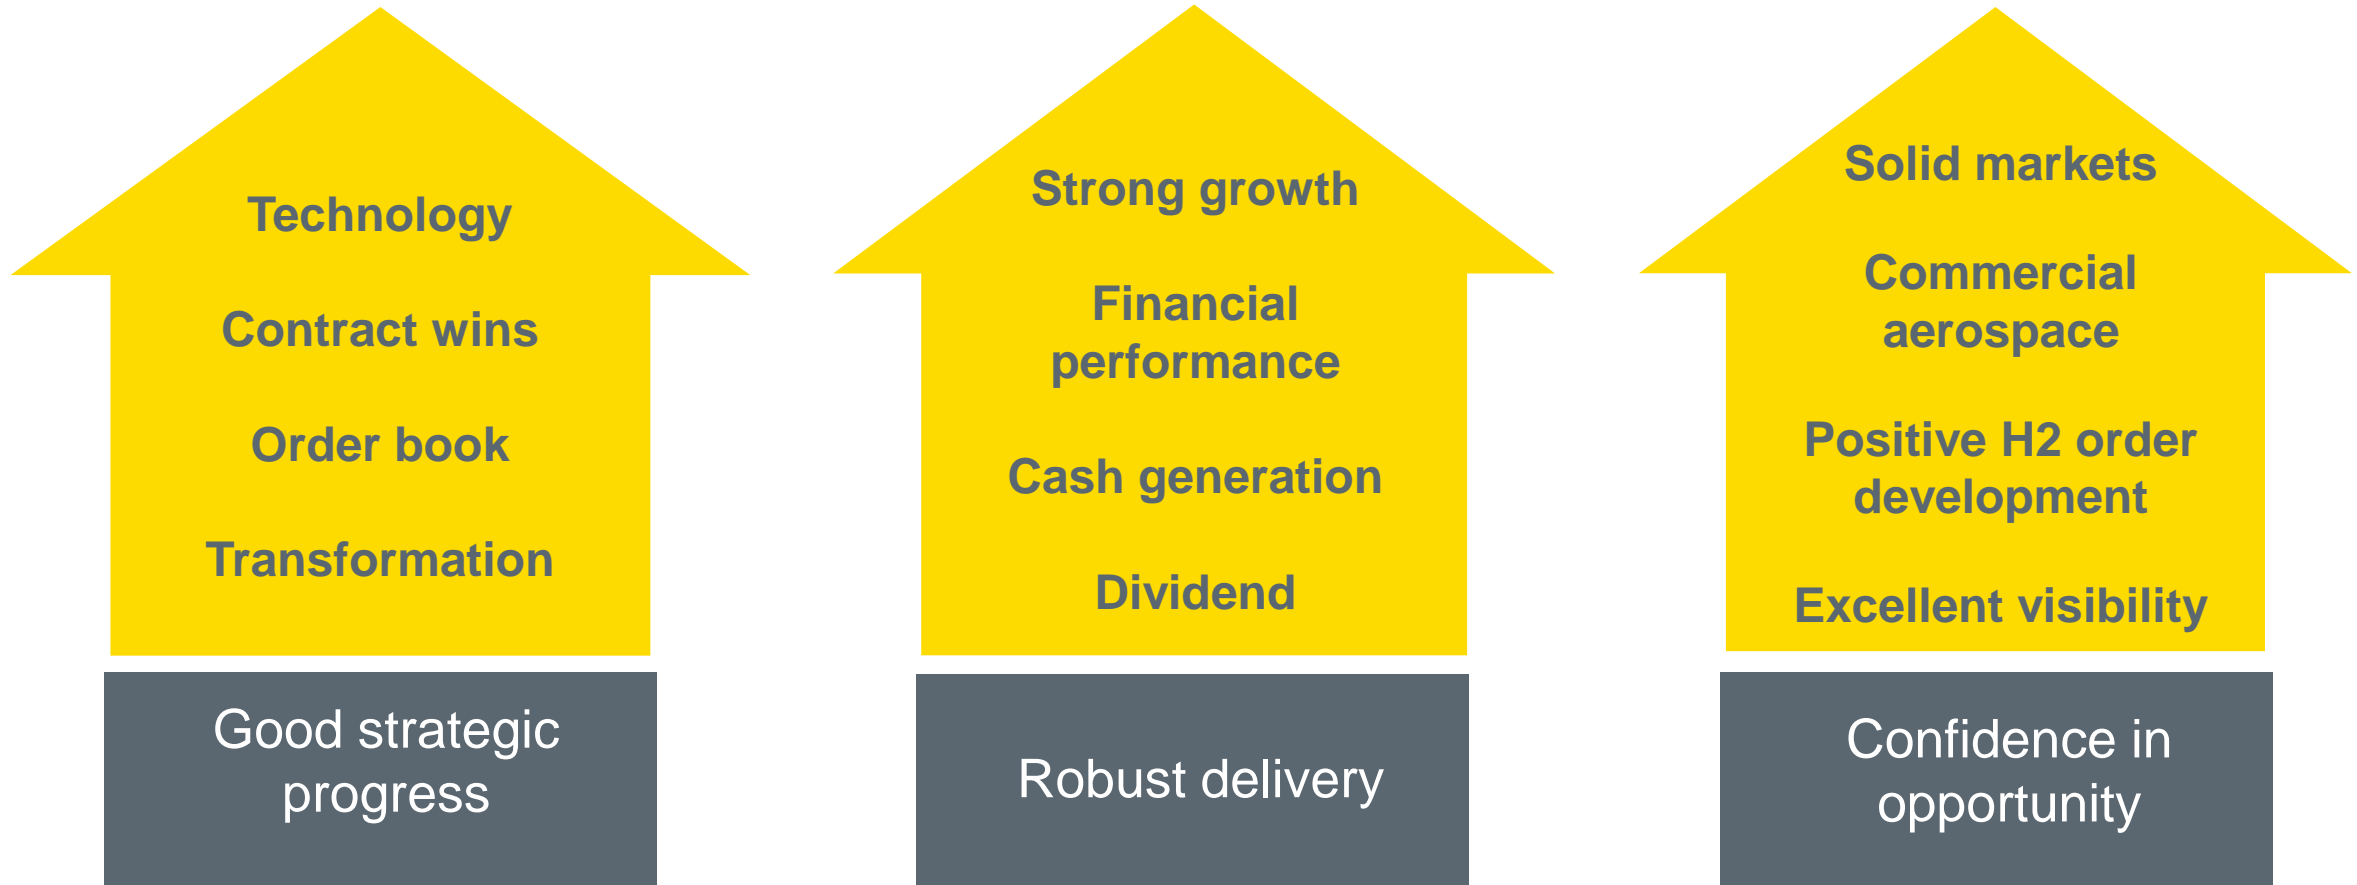 Technology
Contract wins
Order book
Transformation
Good strategic
progress
Strong growth
Financial
performance
Cash generation
Dividend
Robust delivery
Solid markets
Commercial
aerospace
Positive H2 order
development
Excellent visibility
Confidence in
opportunity